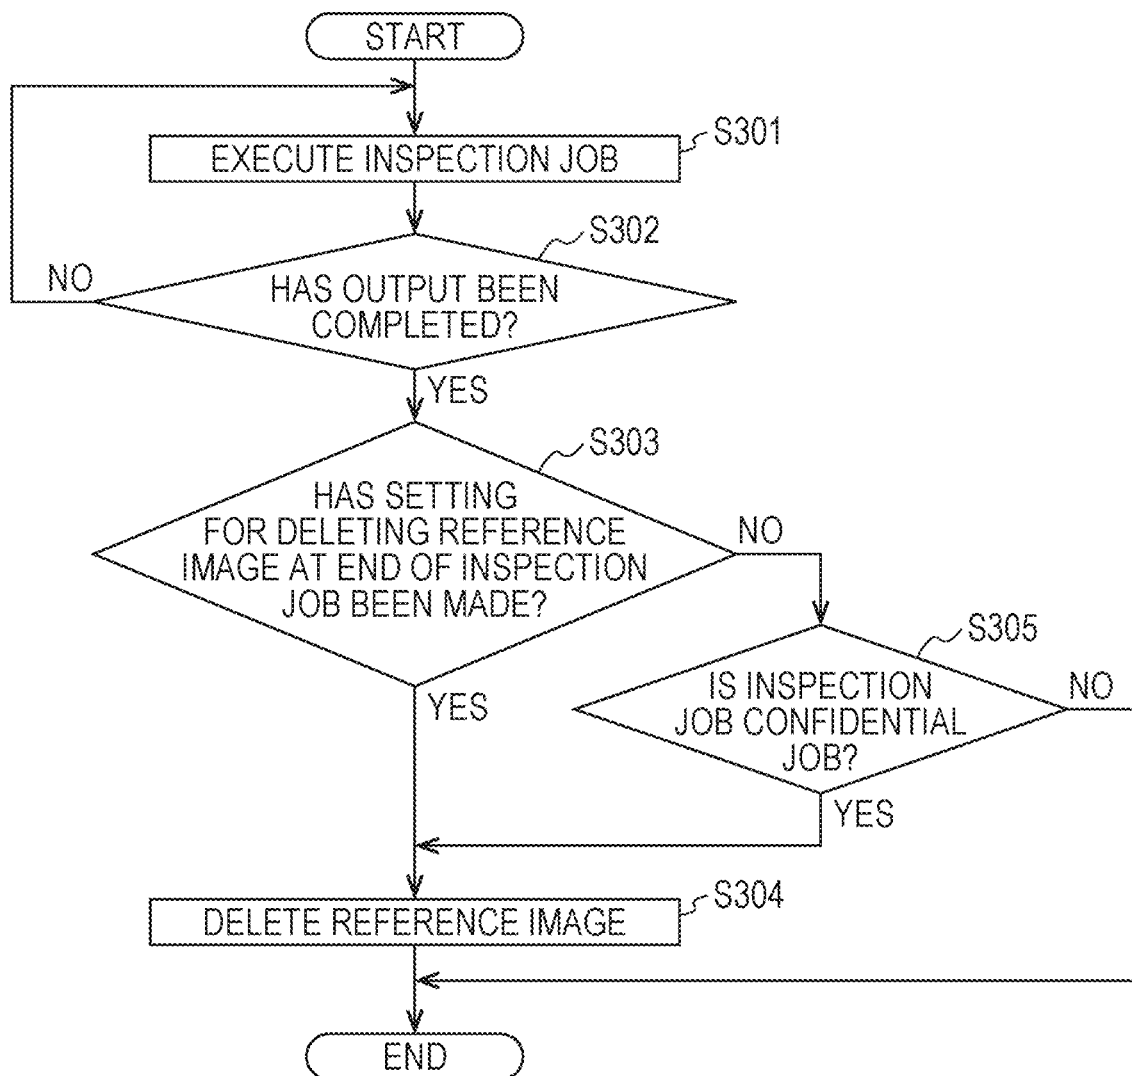 START
EXECUTE INSPECTION JOB
S301
S302
HAS OUTPUT BEEN
COMPLETED?
NO
YES
S303
HAS SETTING
FOR DELETING REFERENCE
IMAGE AT END OF INSPECTION
JOB BEEN MADE?
NO
YES
S305
IS INSPECTION
JOB CONFIDENTIAL
JOB?
NO
YES
S304
DELETE REFERENCE IMAGE
END